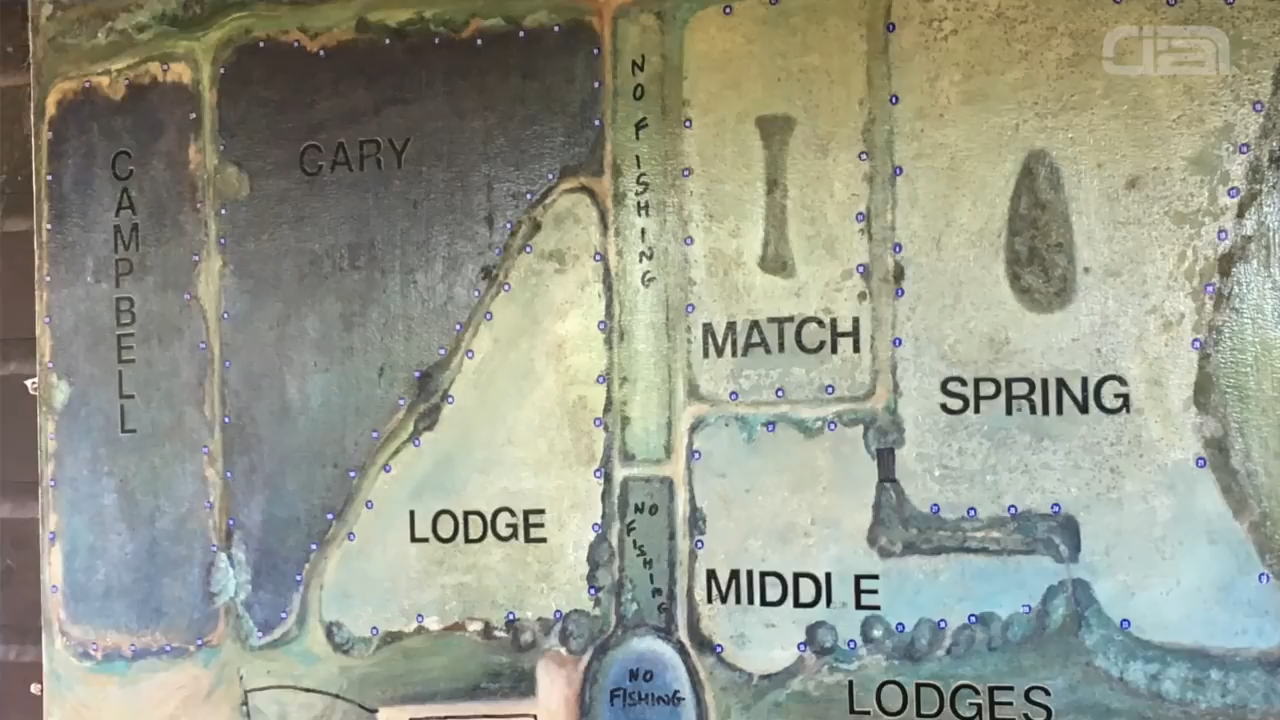 CAMPBELL
CARY
LODGE
NO FISHING
NO FISHING
NO
FISHING
MATCH
MIDDLE
SPRING
LODGES